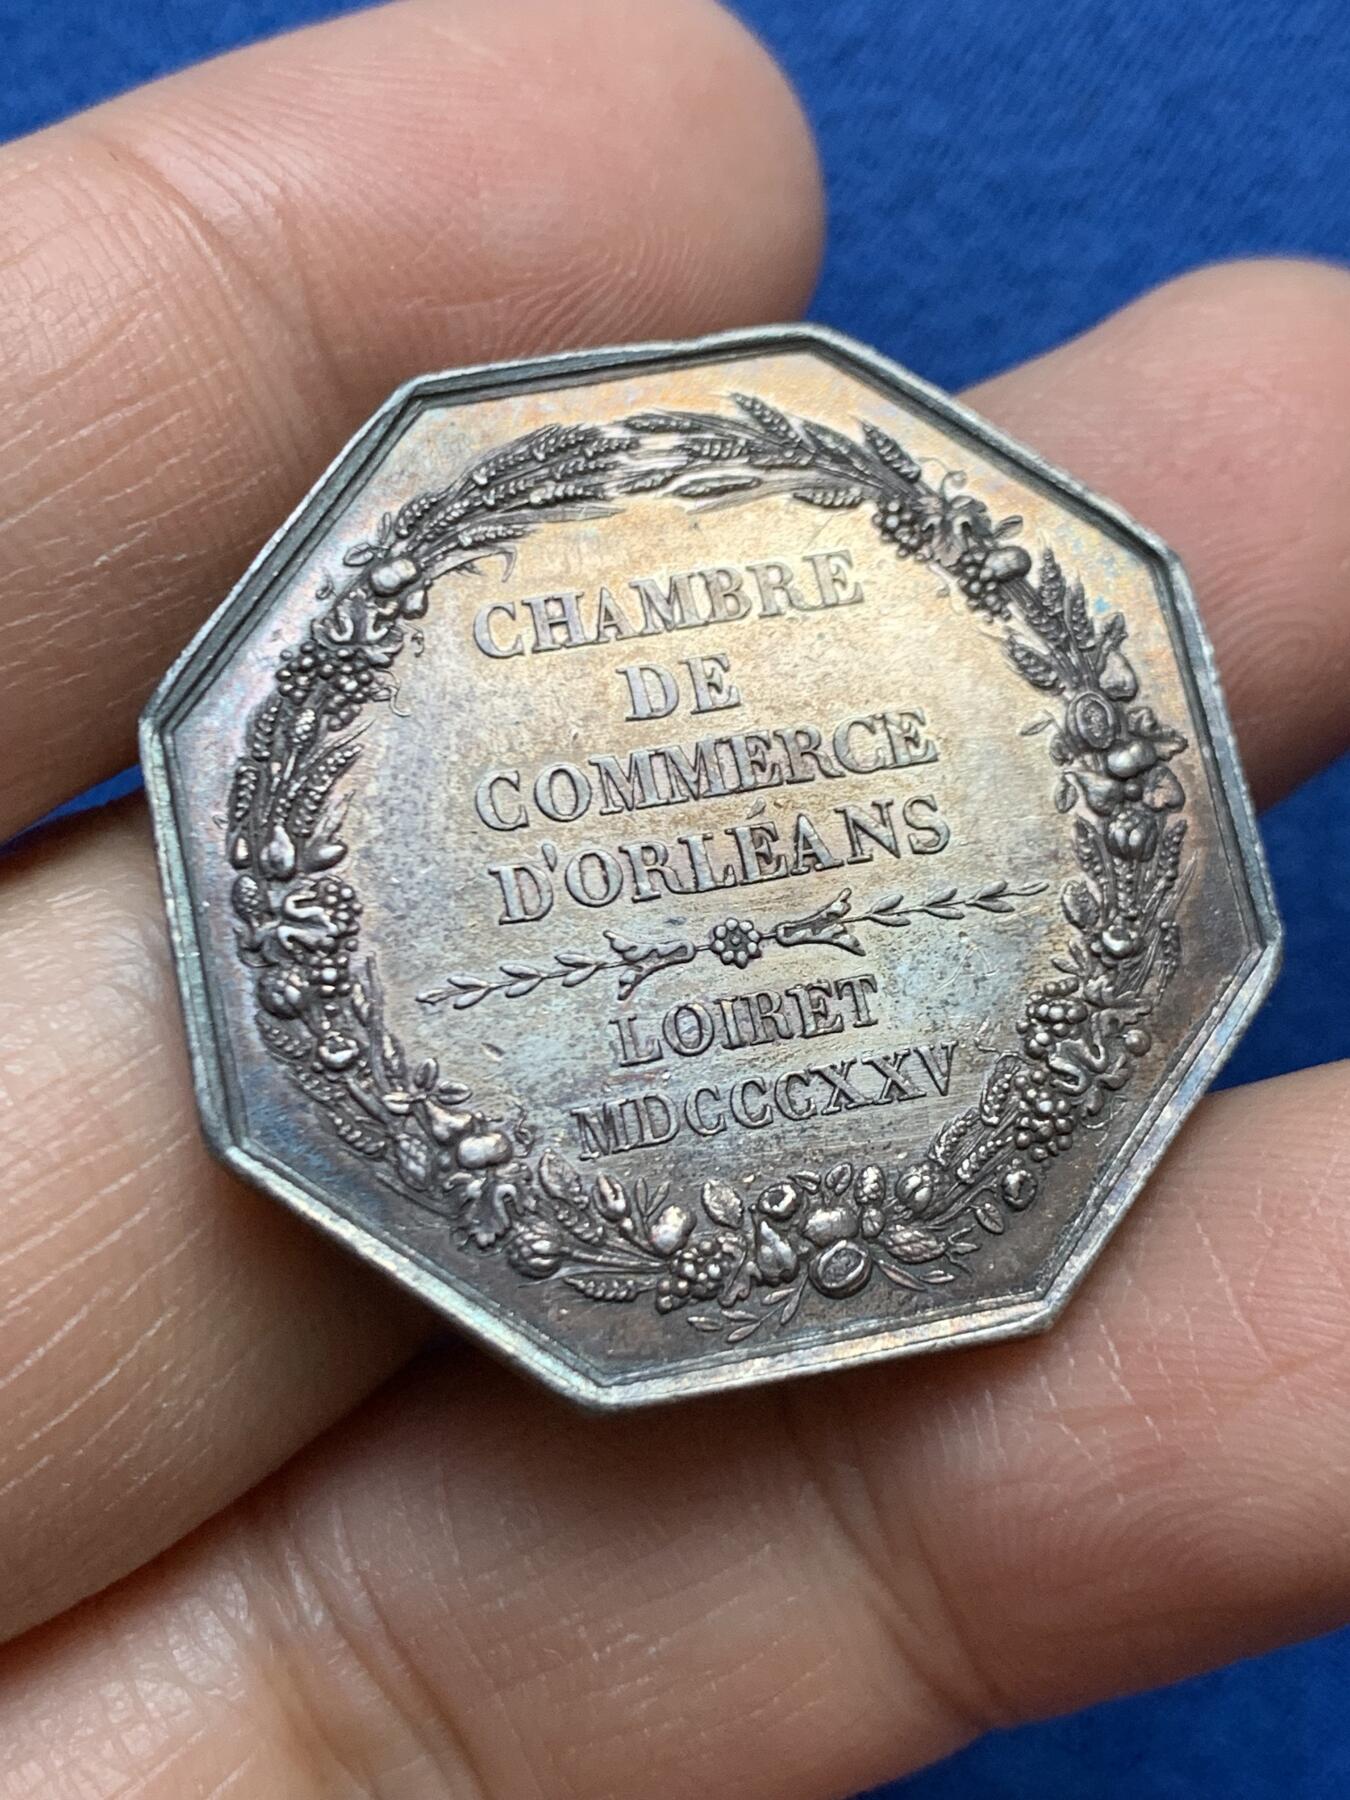 CHAMBRE
DE
COMMERCE
D'ORLÉANS
LOIRET
MDCCCXXV